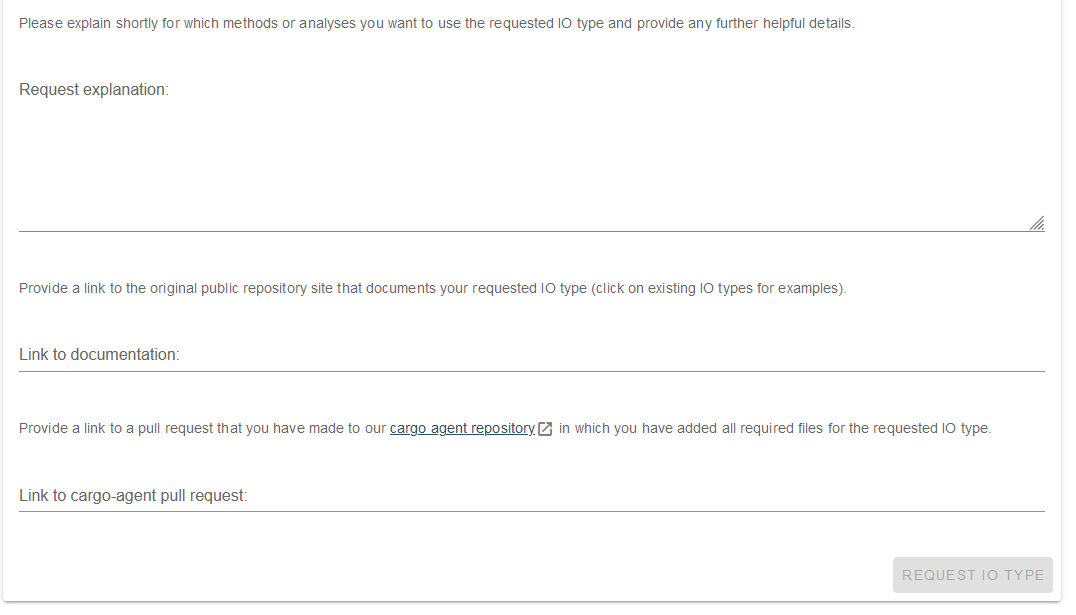 Please explain shortly for which methods or analyses you want to use the requested IO type and provide any further helpful details.
Request explanation:
Provide a link to the original public repository site that documents your requested IO type (click on existing IO types for examples).
Link to documentation:
Provide a link to a pull request that you have made to our cargo agent repository in which you have added all required files for the requested IO type.
Link to cargo-agent pull request:
REQUEST IO TYPE